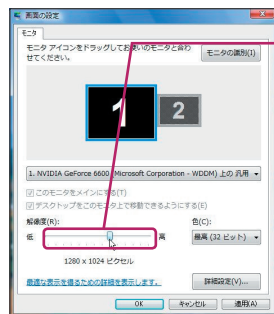 画面の設定
モニタ
モニタ アイコンをドラッグしてお使いのモニタと合わ
せてください。
モニタの識別(I)
1
2
1. NVIDIA GeForce 6600 (Microsoft Corporation - WDDM) 上の 汎用
このモニタをメインにする(T)
デスクトップをこのモニタ上で移動できるようにする(E)
解像度(R):
色(C):
低
高
最高 (32 ビット)
1280 x 1024 ピクセル
最適な表示を得るための詳細を表示します。
詳細設定(V)...
OK
キャンセル
適用(A)